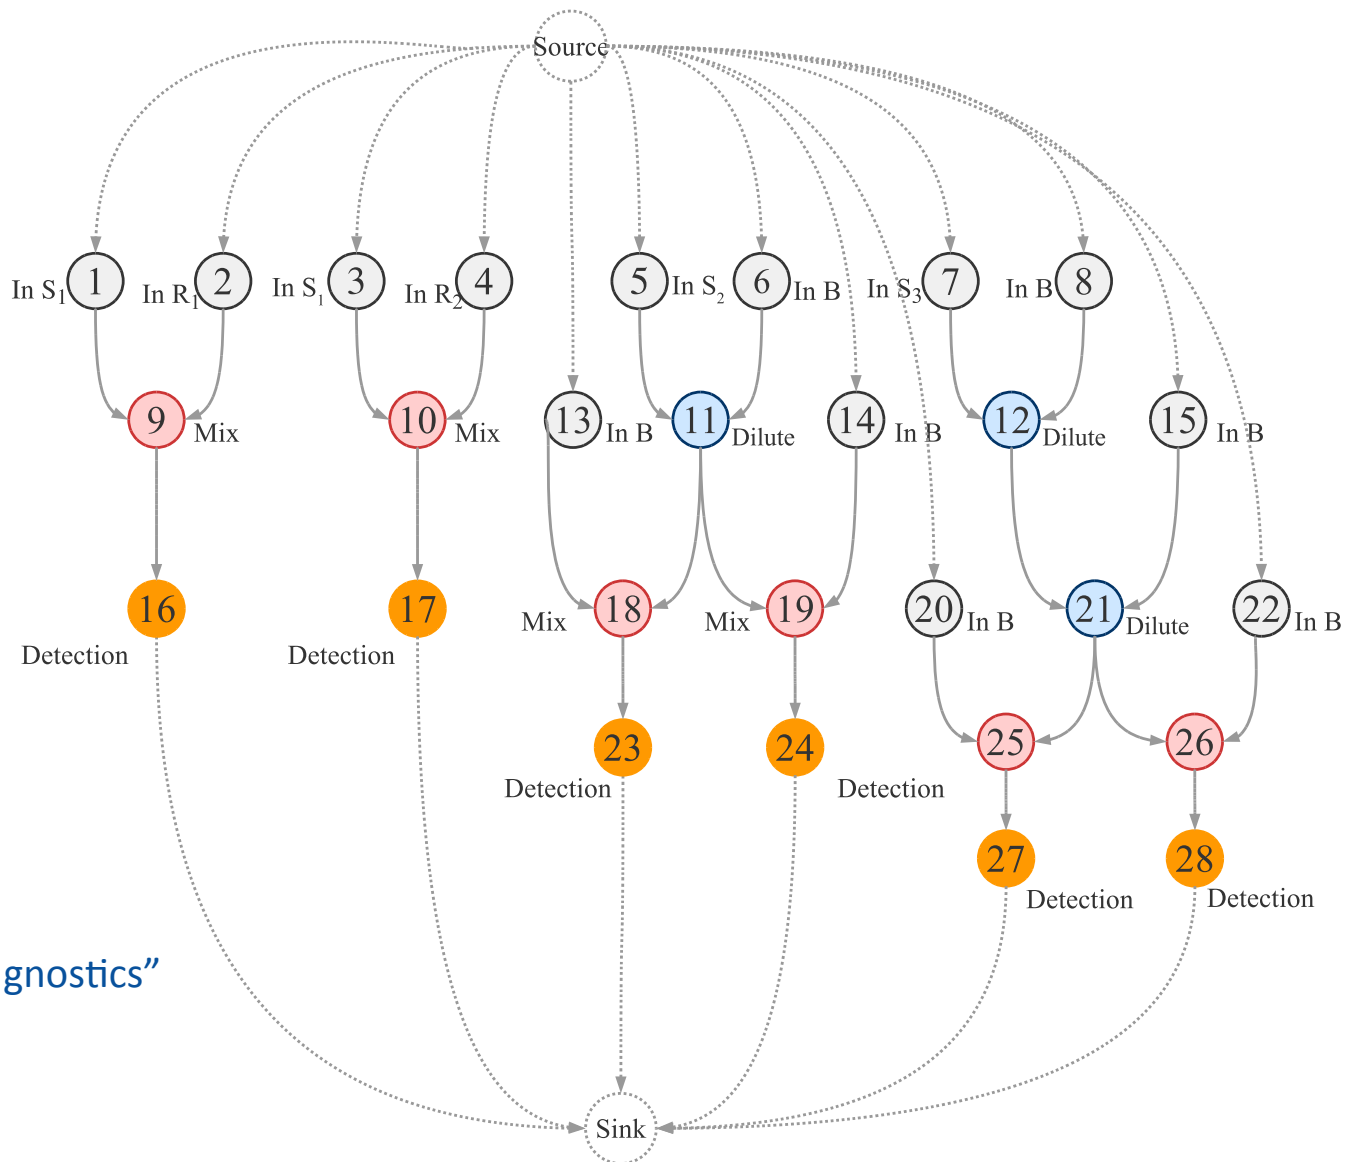 Source
In S1 1 In R1 2 In S1 3 In R2 4 5 In S2 6 In B In S3 7 In B 8
9 Mix 10 Mix 13 In B 11 Dilute 14 In B 12 Dilute 15 In B
16 17 Mix 18 Mix 19 20 In B 21 Dilute 22 In B
Detection Detection
23 24 25 26
Detection Detection
27 28
Detection Detection
gnostics”
Sink